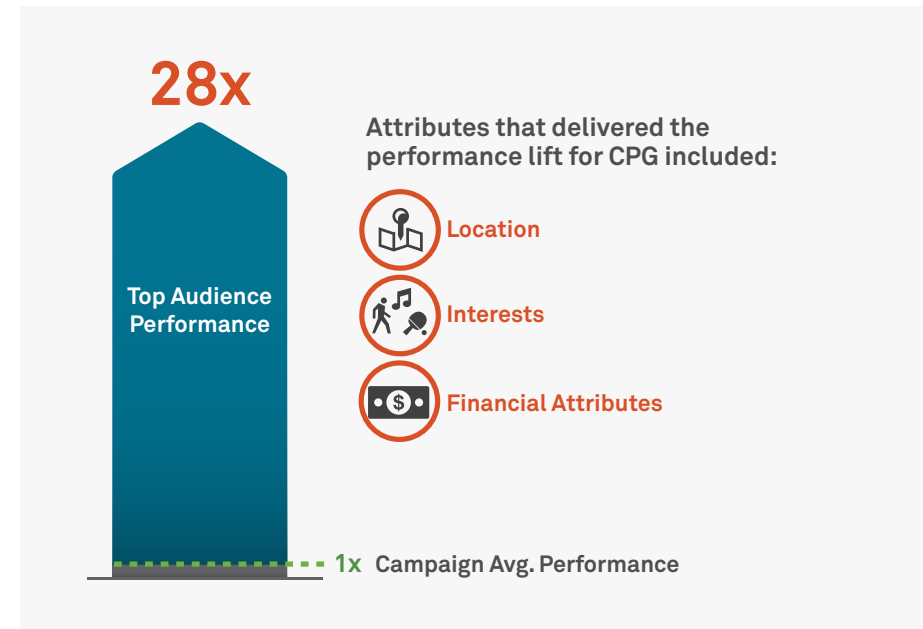 28x
Attributes that delivered the
performance lift for CPG included:
Location
Interests
Financial Attributes
$
Top Audience
Performance
1x Campaign Avg. Performance